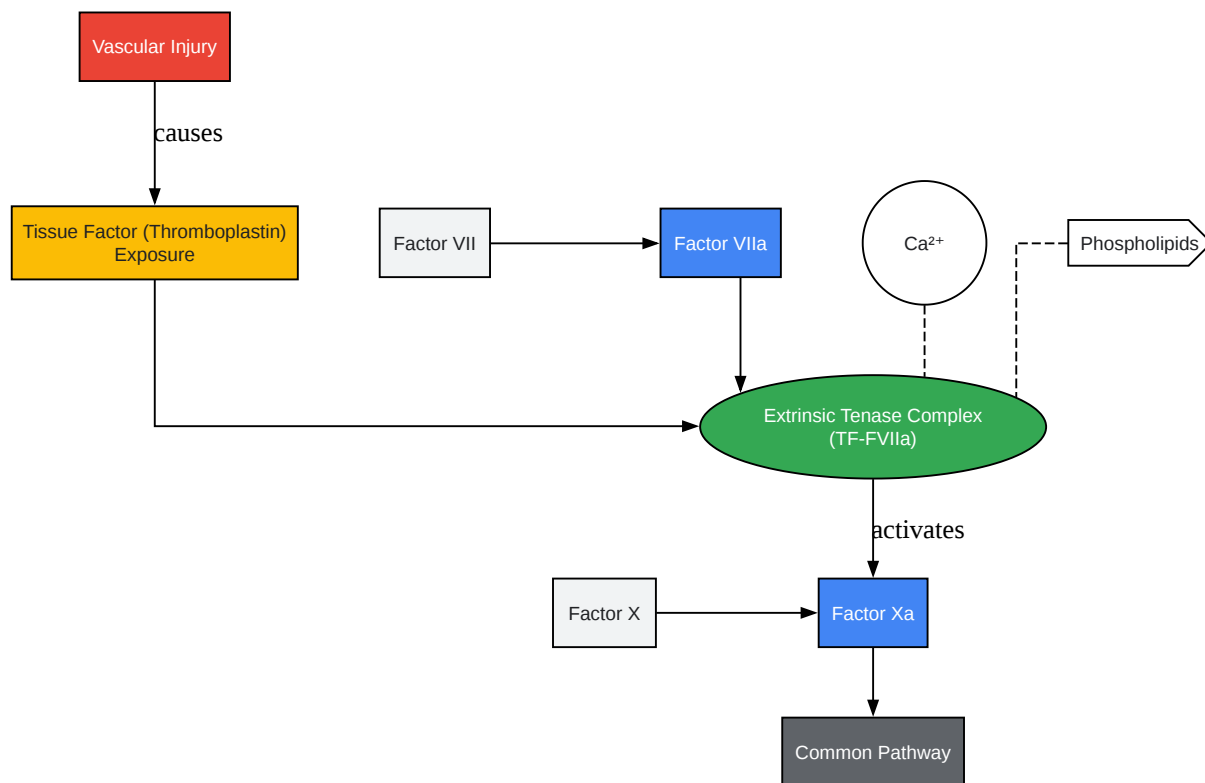 Vascular Injury
causes
Tissue Factor (Thromboplastin)
Exposure
Factor VII
Factor VIIa
Ca²⁺
Phospholipids
Extrinsic Tenase Complex
(TF-FVIIa)
activates
Factor X
Factor Xa
Common Pathway